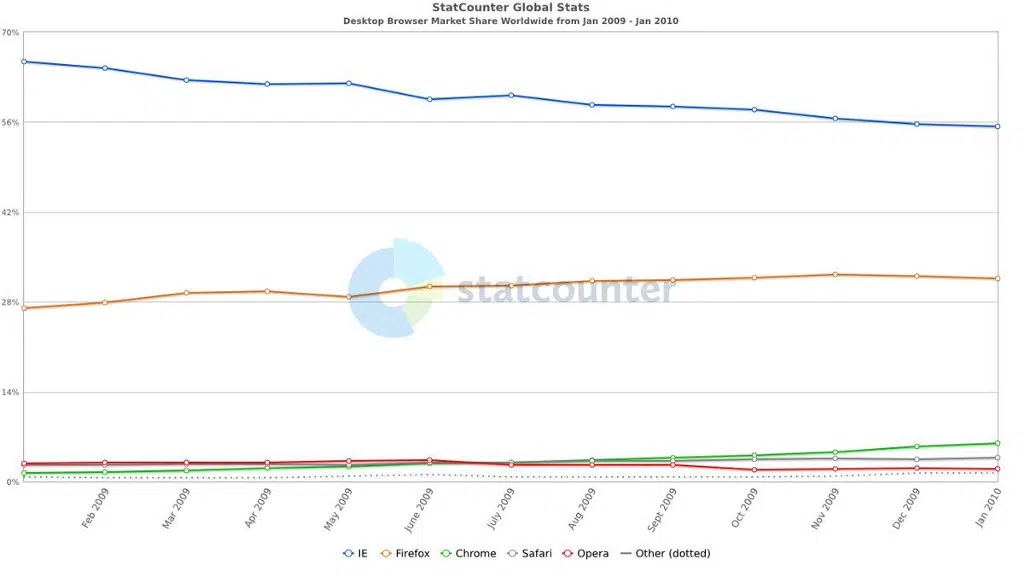 StatCounter Global Stats
Desktop Browser Market Share Worldwide from Jan 2009 - Jan 2010
70%
56%
42%
28%
14%
0%
statcounter
Feb 2009
Mar 2009
Apr 2009
May 2009
June 2009
July 2009
Aug 2009
Sept 2009
Oct 2009
Nov 2009
Dec 2009
Jan 2010
IE Firefox Chrome Safari Opera Other (dotted)